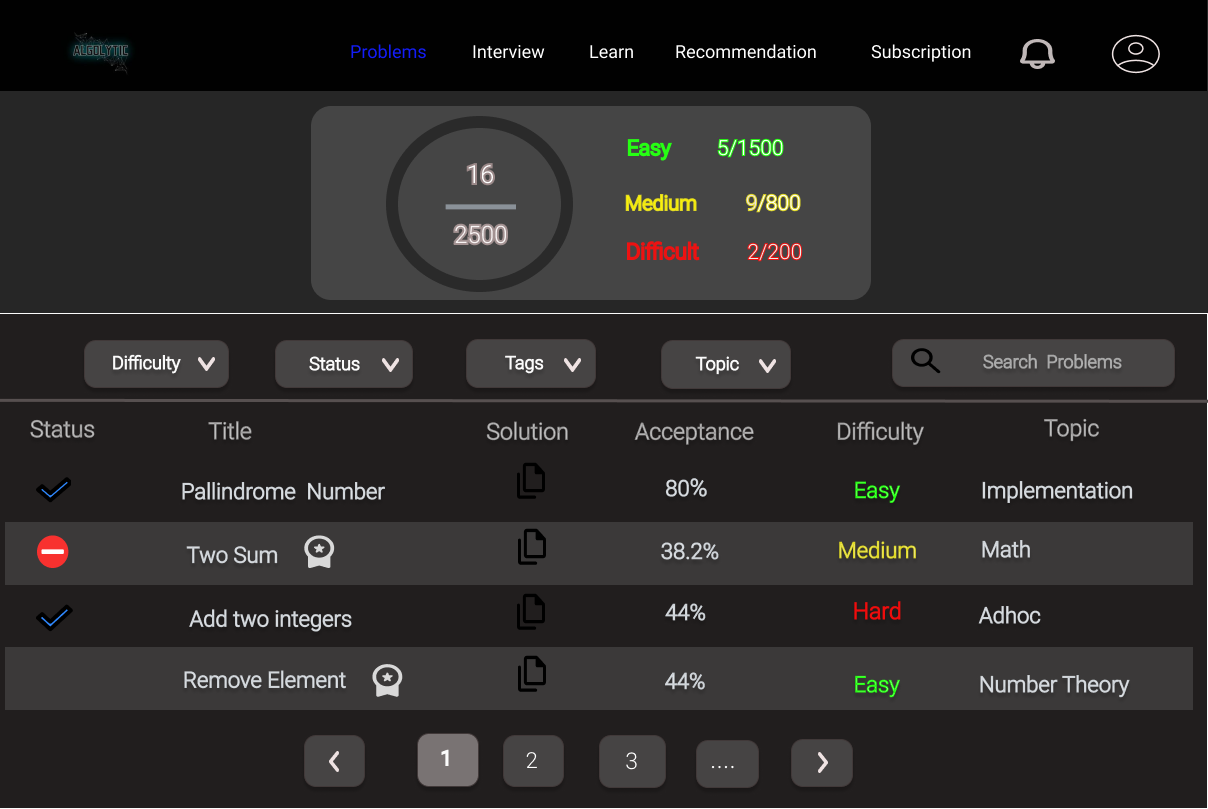 ALGOLYTIC
Problems Interview Learn Recommendation Subscription
16
2500
Easy 5/1500
Medium 9/800
Difficult 2/200
Difficulty Status Tags Topic Search Problems
Status Title Solution Acceptance Difficulty Topic
Pallindrome Number 80% Easy Implementation
Two Sum 38.2% Medium Math
Add two integers 44% Hard Adhoc
Remove Element 44% Easy Number Theory
1 2 3 ....